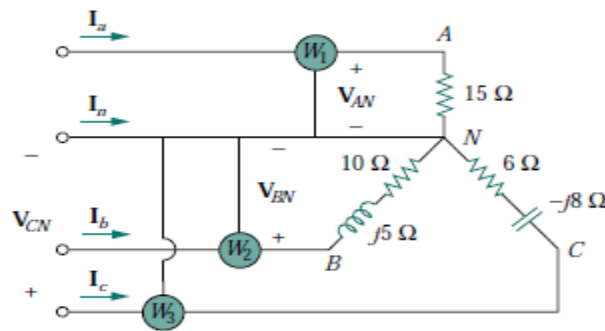 I_a
W_1
A
+
V_AN
15 Ω
I_n
−
N
−
−
10 Ω
6 Ω
V_BN
−j8 Ω
V_CN
I_b
j5 Ω
W_2
+
B
C
+
I_c
W_3